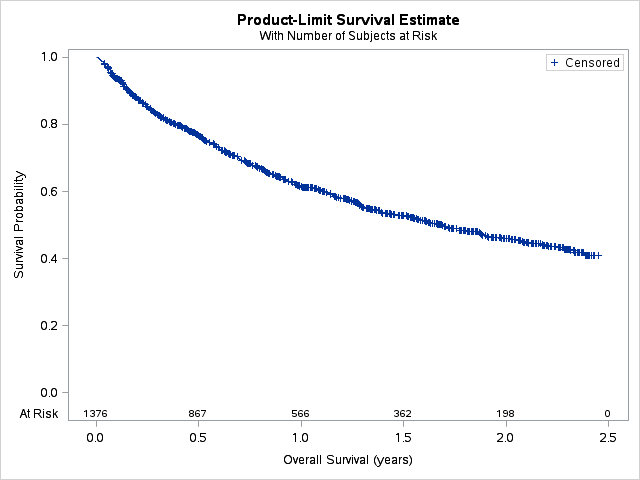 Product-Limit Survival Estimate
With Number of Subjects at Risk
+ Censored
1.0
0.8
0.6
0.4
0.2
0.0
Survival Probability
At Risk 1376 867 566 362 198 0
0.0 0.5 1.0 1.5 2.0 2.5
Overall Survival (years)